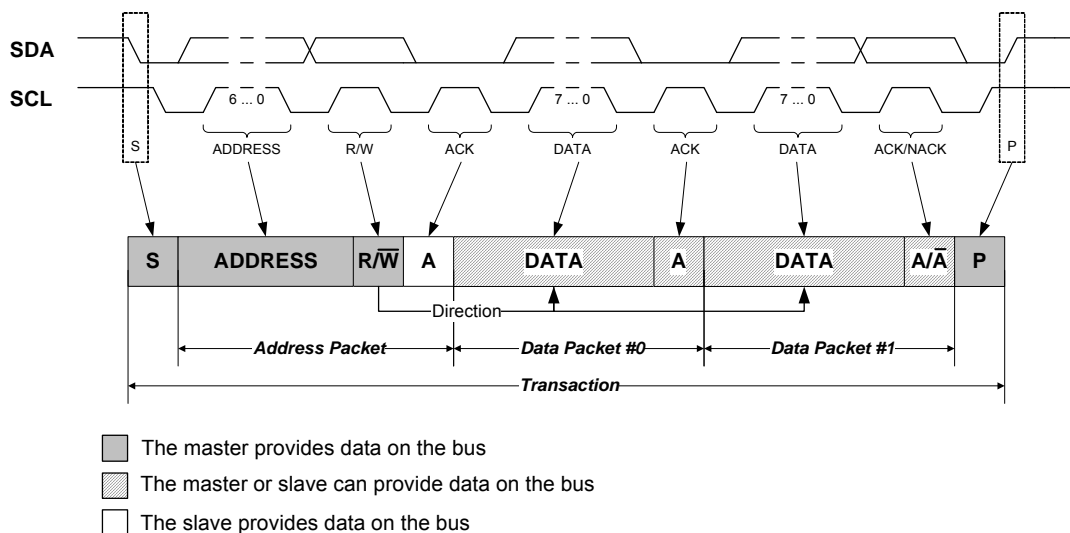 SDA
SCL
6 ... 0
7 ... 0
7 ... 0
S
ADDRESS
R/W
ACK
DATA
ACK
DATA
ACK/NACK
P
S
ADDRESS
R/W̅
A
DATA
A
DATA
A/A̅
P
Direction
Address Packet
Data Packet #0
Data Packet #1
Transaction
The master provides data on the bus
The master or slave can provide data on the bus
The slave provides data on the bus